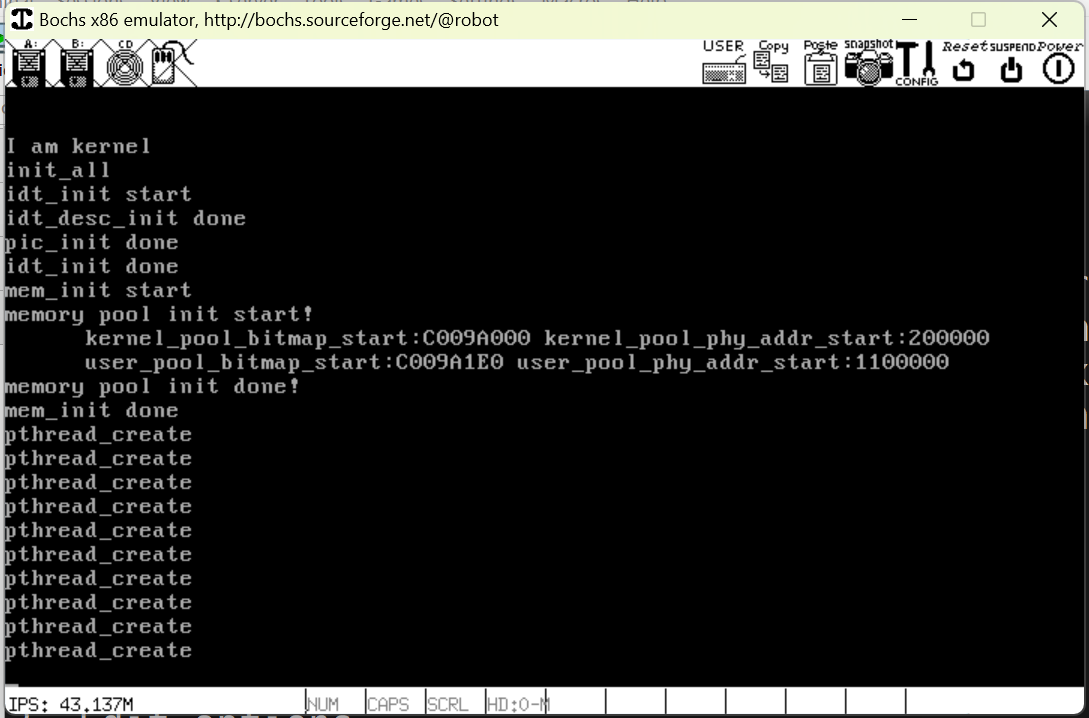 Bochs x86 emulator, http://bochs.sourceforge.net/@robot
A: B: CD USER Copy Paste snapshot CONFIG Reset SUSPEND Power
I am kernel
init_all
idt_init start
idt_desc_init done
pic_init done
idt_init done
mem_init start
memory pool init start!
kernel_pool_bitmap_start:C009A000 kernel_pool_phy_addr_start:200000
user_pool_bitmap_start:C009A1E0 user_pool_phy_addr_start:1100000
memory pool init done!
mem_init done
pthread_create
pthread_create
pthread_create
pthread_create
pthread_create
pthread_create
pthread_create
pthread_create
pthread_create
pthread_create
IPS: 43.137M NUM CAPS SCRL HD:0-M